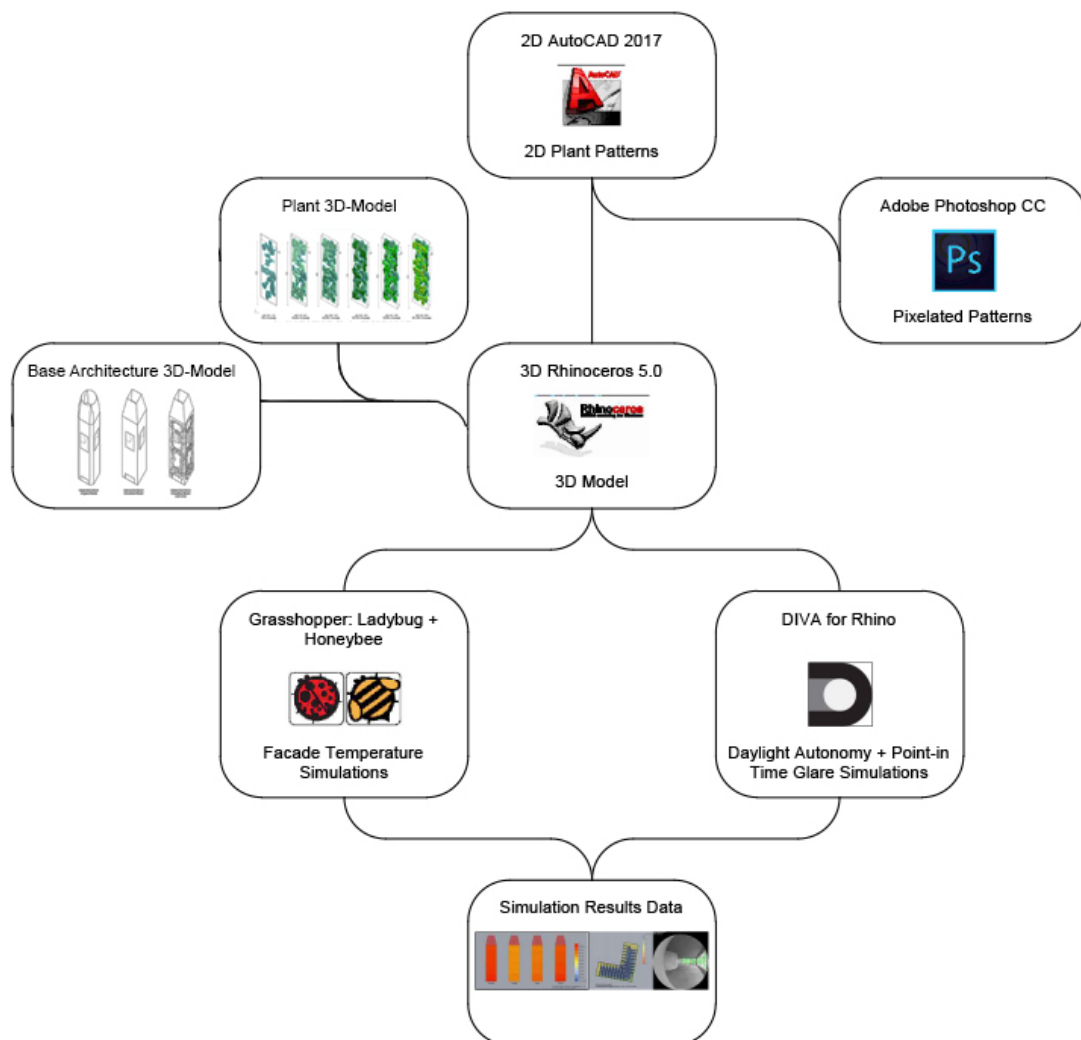 2D AutoCAD 2017
AutoCAD
2D Plant Patterns
Plant 3D-Model
Adobe Photoshop CC
Ps
Pixelated Patterns
Base Architecture 3D-Model
3D Rhinoceros 5.0
Rhinoceros
3D Model
Grasshopper: Ladybug +
Honeybee
Facade Temperature
Simulations
DIVA for Rhino
Daylight Autonomy + Point-in
Time Glare Simulations
Simulation Results Data